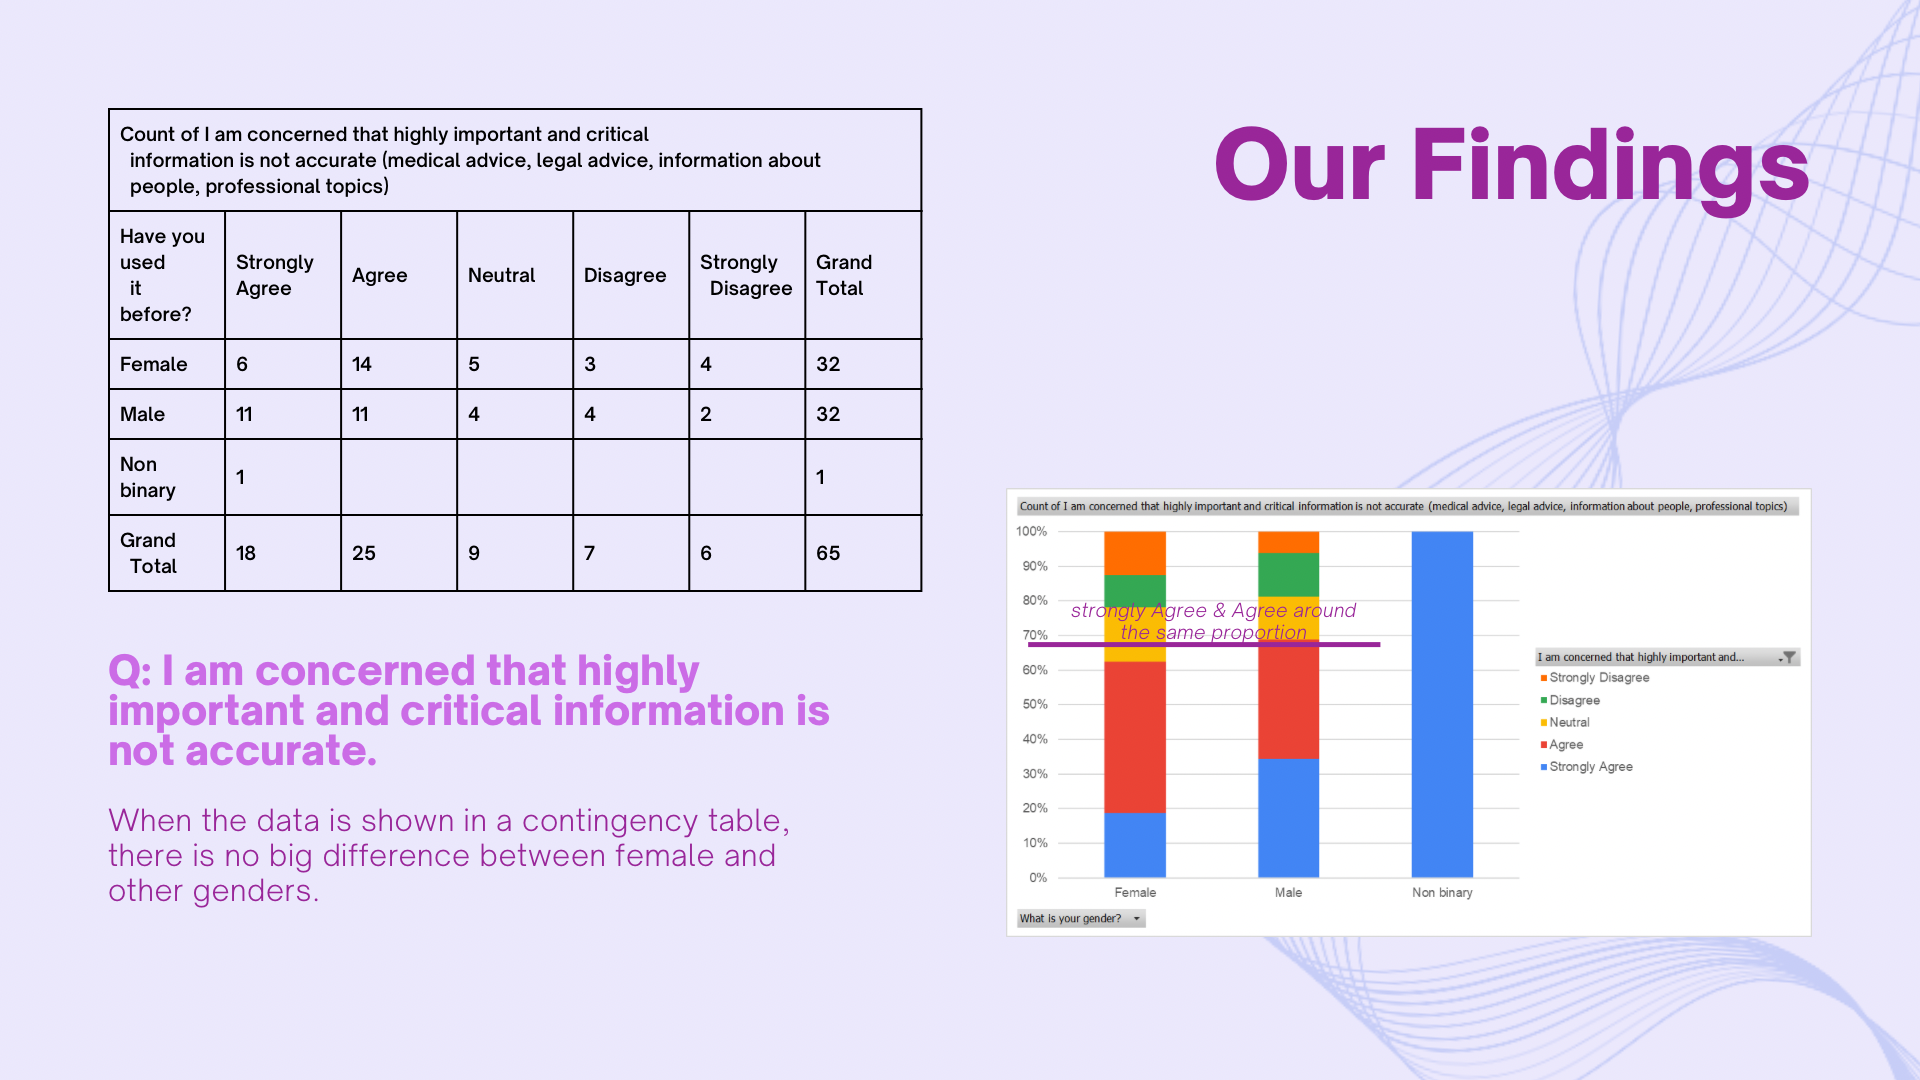 Our Findings
Count of I am concerned that highly important and critical
information is not accurate (medical advice, legal advice, information about
people, professional topics)
Have you used it before? Strongly Agree Agree Neutral Disagree Strongly Disagree Grand Total
Female 6 14 5 3 4 32
Male 11 11 4 4 2 32
Non binary 1 1
Grand Total 18 25 9 7 6 65
Q: I am concerned that highly
important and critical information is
not accurate.
When the data is shown in a contingency table,
there is no big difference between female and
other genders.
Count of I am concerned that highly important and critical information is not accurate (medical advice, legal advice, information about people, professional topics)
100%
90%
80%
70%
60%
50%
40%
30%
20%
10%
0%
strongly Agree & Agree around
the same proportion
Female Male Non binary
What is your gender?
I am concerned that highly important and...
Strongly Disagree
Disagree
Neutral
Agree
Strongly Agree